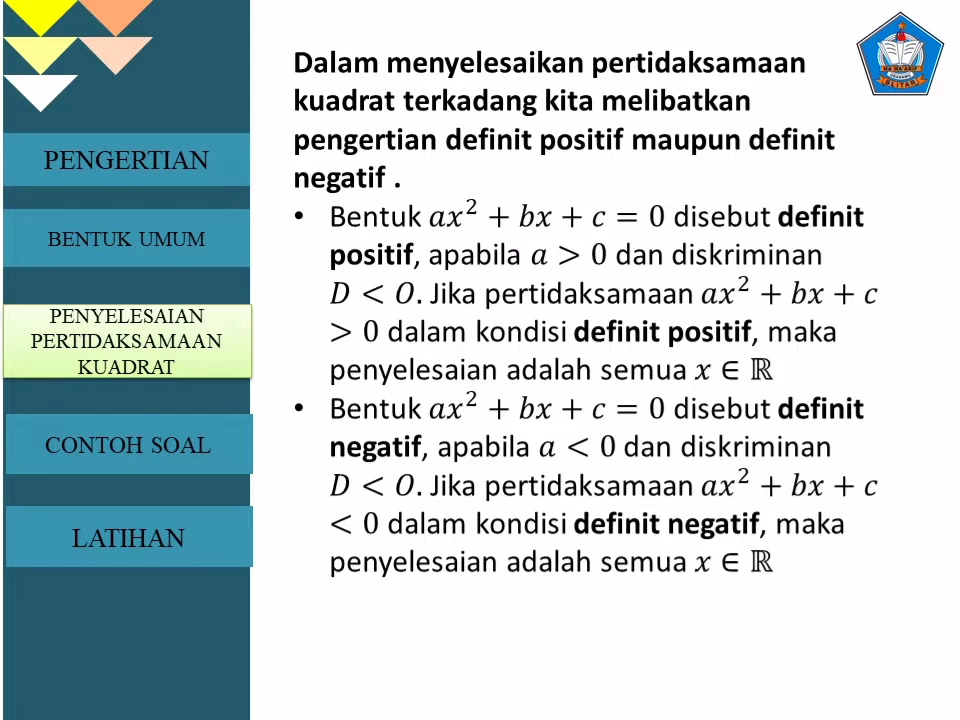 PENGERTIAN
BENTUK UMUM
PENYELESAIAN
PERTIDAKSAMAAN
KUADRAT
CONTOH SOAL
LATIHAN
Dalam menyelesaikan pertidaksamaan
kuadrat terkadang kita melibatkan
pengertian definit positif maupun definit
negatif .
• Bentuk 𝑎𝑥² + 𝑏𝑥 + 𝑐 = 0 disebut definit
positif, apabila 𝑎 > 0 dan diskriminan
𝐷 < 𝑂. Jika pertidaksamaan 𝑎𝑥² + 𝑏𝑥 + 𝑐
> 0 dalam kondisi definit positif, maka
penyelesaian adalah semua 𝑥 ∈ ℝ
• Bentuk 𝑎𝑥² + 𝑏𝑥 + 𝑐 = 0 disebut definit
negatif, apabila 𝑎 < 0 dan diskriminan
𝐷 < 𝑂. Jika pertidaksamaan 𝑎𝑥² + 𝑏𝑥 + 𝑐
< 0 dalam kondisi definit negatif, maka
penyelesaian adalah semua 𝑥 ∈ ℝ
BLITAR